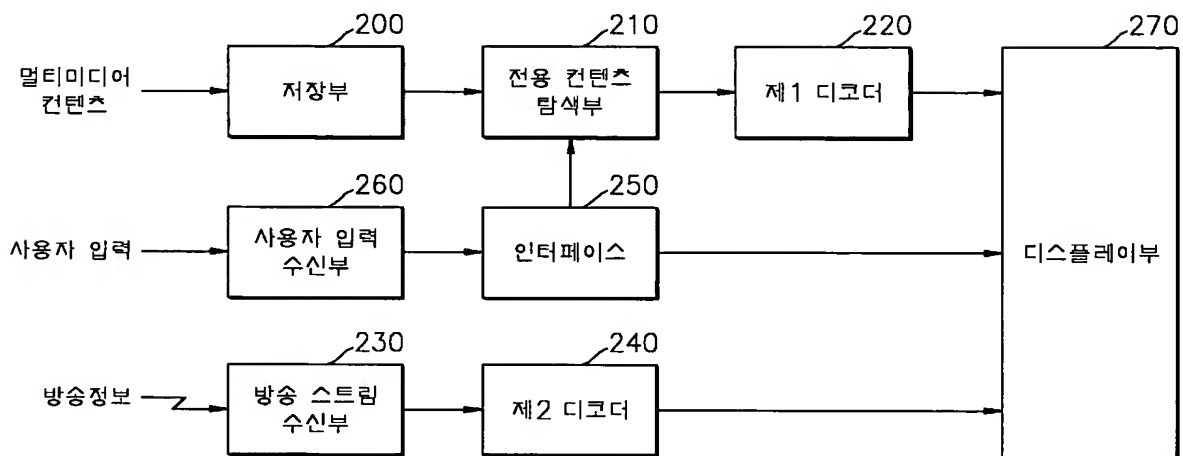 200
210
220
270
멀티미디어
컨텐츠
저장부
전용 컨텐츠
탐색부
제1 디코더
260
250
사용자 입력
사용자 입력
수신부
인터페이스
디스플레이부
230
240
방송정보
방송 스트림
수신부
제2 디코더